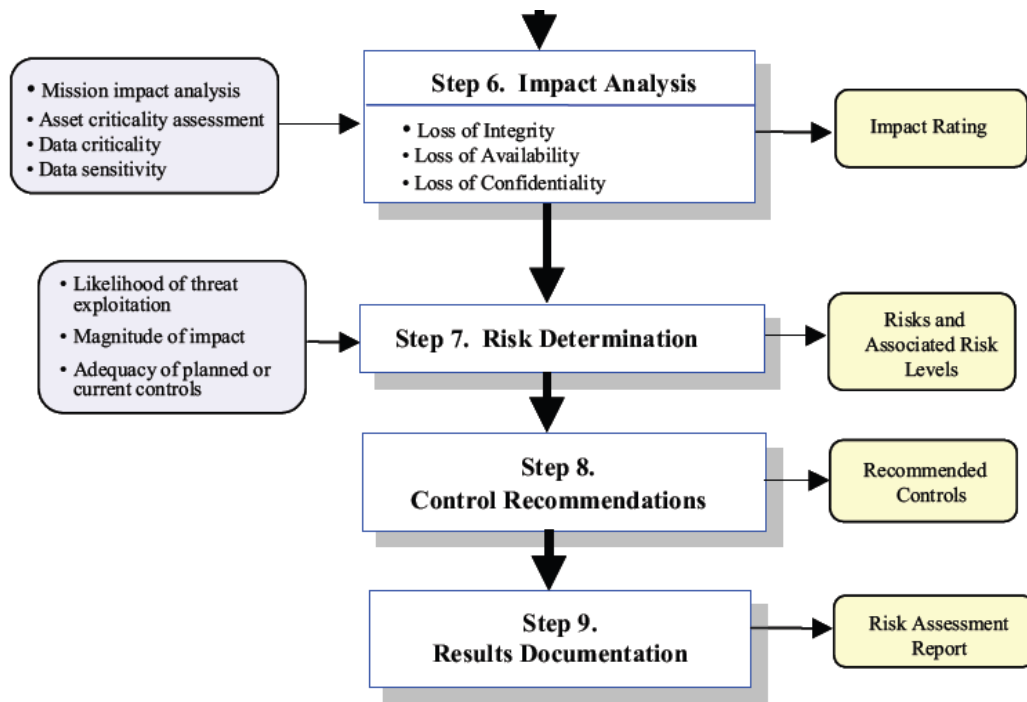 • Mission impact analysis
• Asset criticality assessment
• Data criticality
• Data sensitivity
Step 6. Impact Analysis
• Loss of Integrity
• Loss of Availability
• Loss of Confidentiality
Impact Rating
• Likelihood of threat
exploitation
• Magnitude of impact
• Adequacy of planned or
current controls
Step 7. Risk Determination
Risks and
Associated Risk
Levels
Step 8.
Control Recommendations
Recommended
Controls
Step 9.
Results Documentation
Risk Assessment
Report